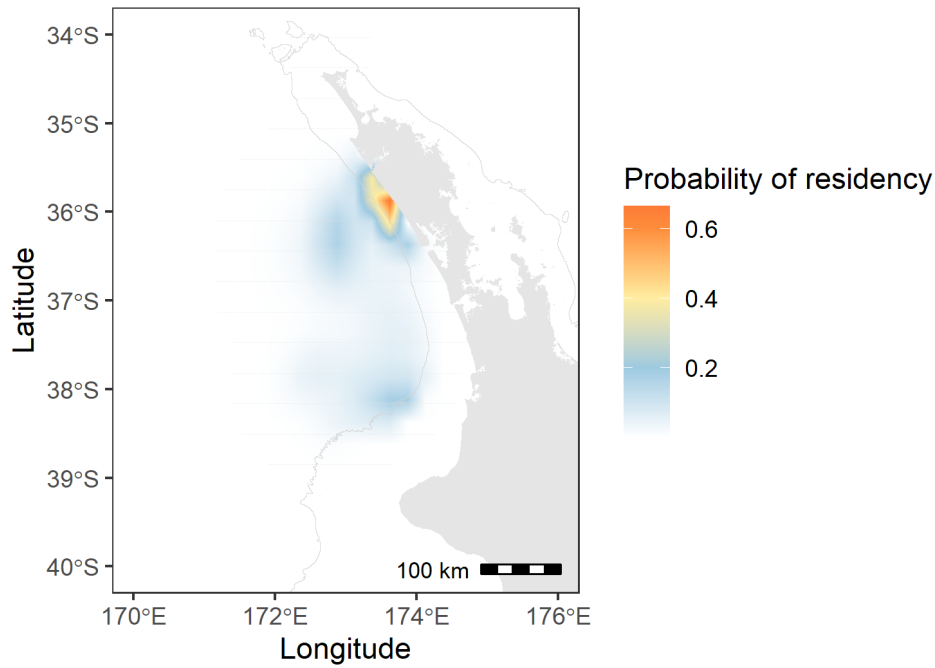 34°S
35°S
36°S
37°S
38°S
39°S
40°S
Latitude
170°E
172°E
174°E
176°E
Longitude
100 km
Probability of residency
0.6
0.4
0.2